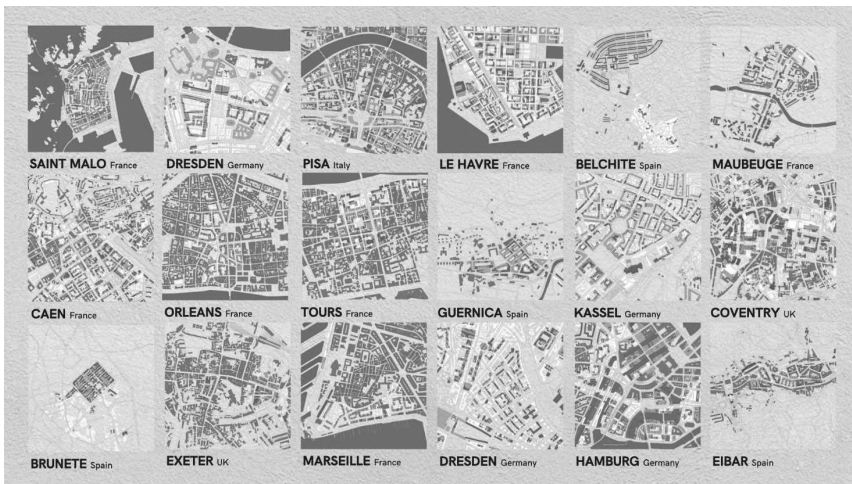 SAINT MALO France
DRESDEN Germany
PISA Italy
LE HAVRE France
BELCHITE Spain
MAUBEUGE France
CAEN France
ORLEANS France
TOURS France
GUERNICA Spain
KASSEL Germany
COVENTRY UK
BRUNETE Spain
EXETER UK
MARSEILLE France
DRESDEN Germany
HAMBURG Germany
EIBAR Spain